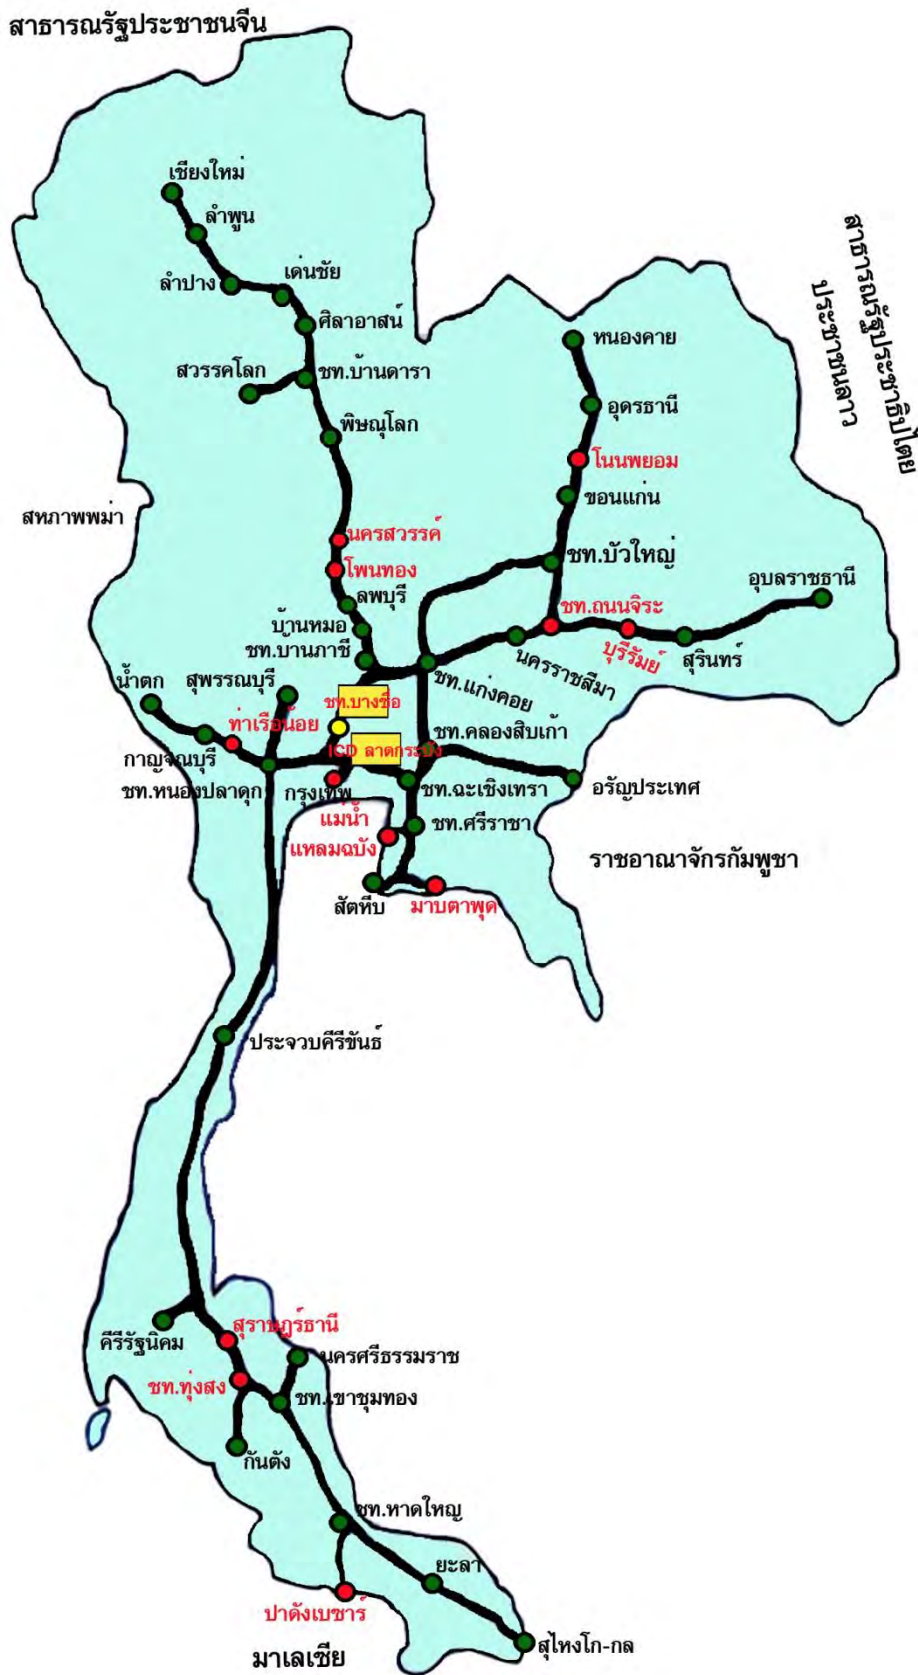 สาธารณรัฐประชาชนจีน
เชียงใหม่
ลำพูน
ลำปาง
เด่นชัย
ศิลาอาสน์
สวรรคโลก
ชท.บ้านดารา
พิษณุโลก
สาธารณรัฐประชาธิปไตย
ประชาชนลาว
หนองคาย
อุดรธานี
โนนพยอม
ขอนแก่น
สหภาพพม่า
นครสวรรค์
โพนทอง
ลพบุรี
บ้านหมอ
ชท.บ้านภาชี
ชท.บัวใหญ่
อุบลราชธานี
ชท.ถนนจิระ
บุรีรัมย์
สุรินทร์
นครราชสีมา
ชท.แก่งคอย
น้ำตก
สุพรรณบุรี
ชท.บางซื่อ
ท่าเรือน้อย
ชท.คลองสิบเก้า
ICD ลาดกระบัง
กาญจนบุรี
ชท.หนองปลาดุก
กรุงเทพ
ชท.ฉะเชิงเทรา
อรัญประเทศ
แม่น้ำ
ชท.ศรีราชา
แหลมฉบัง
ราชอาณาจักรกัมพูชา
สัตหีบ
มาบตาพุด
ประจวบคีรีขันธ์
คีรีรัฐนิคม
สุราษฎร์ธานี
นครศรีธรรมราช
ชท.ทุ่งสง
ชท.เขาชุมทอง
กันตัง
ชท.หาดใหญ่
ยะลา
ปาดังเบซาร์
สุไหงโก-กล
มาเลเซีย